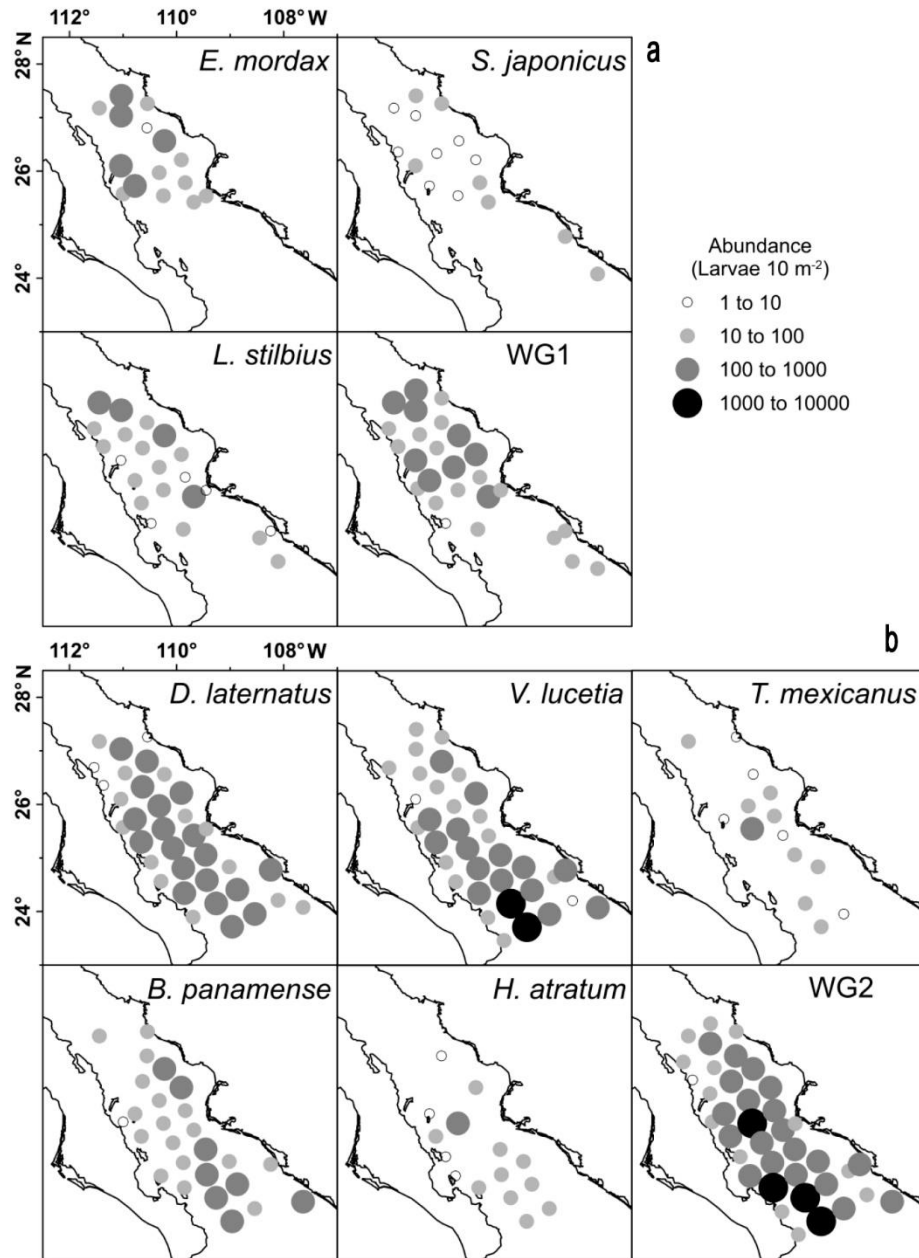 112° 110° 108° W
28° N
26°
24°
E. mordax
S. japonicus
a
L. stilbius
WG1
Abundance
(Larvae 10 m⁻²)
1 to 10
10 to 100
100 to 1000
1000 to 10000
b
112° 110° 108° W
28° N
26°
24°
D. laternatus
V. lucetia
T. mexicanus
B. panamense
H. atratum
WG2